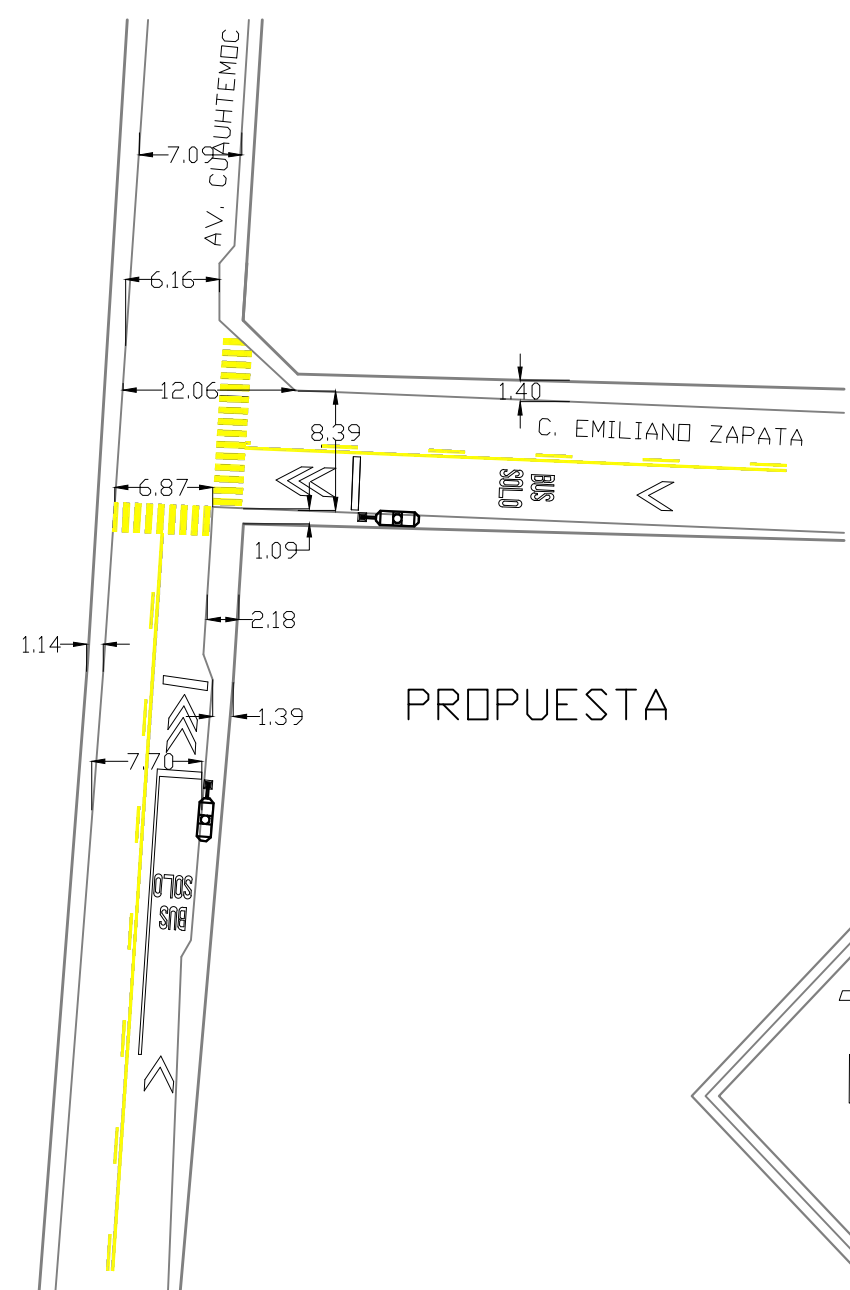 AV. CUAUHTEMOC
7.09
6.16
12.06
1.40
8.39
C. EMILIANO ZAPATA
6.87
BUS
SOLO
1.09
2.18
1.14
PROPUESTA
1.39
7.70
SOLO
BUS